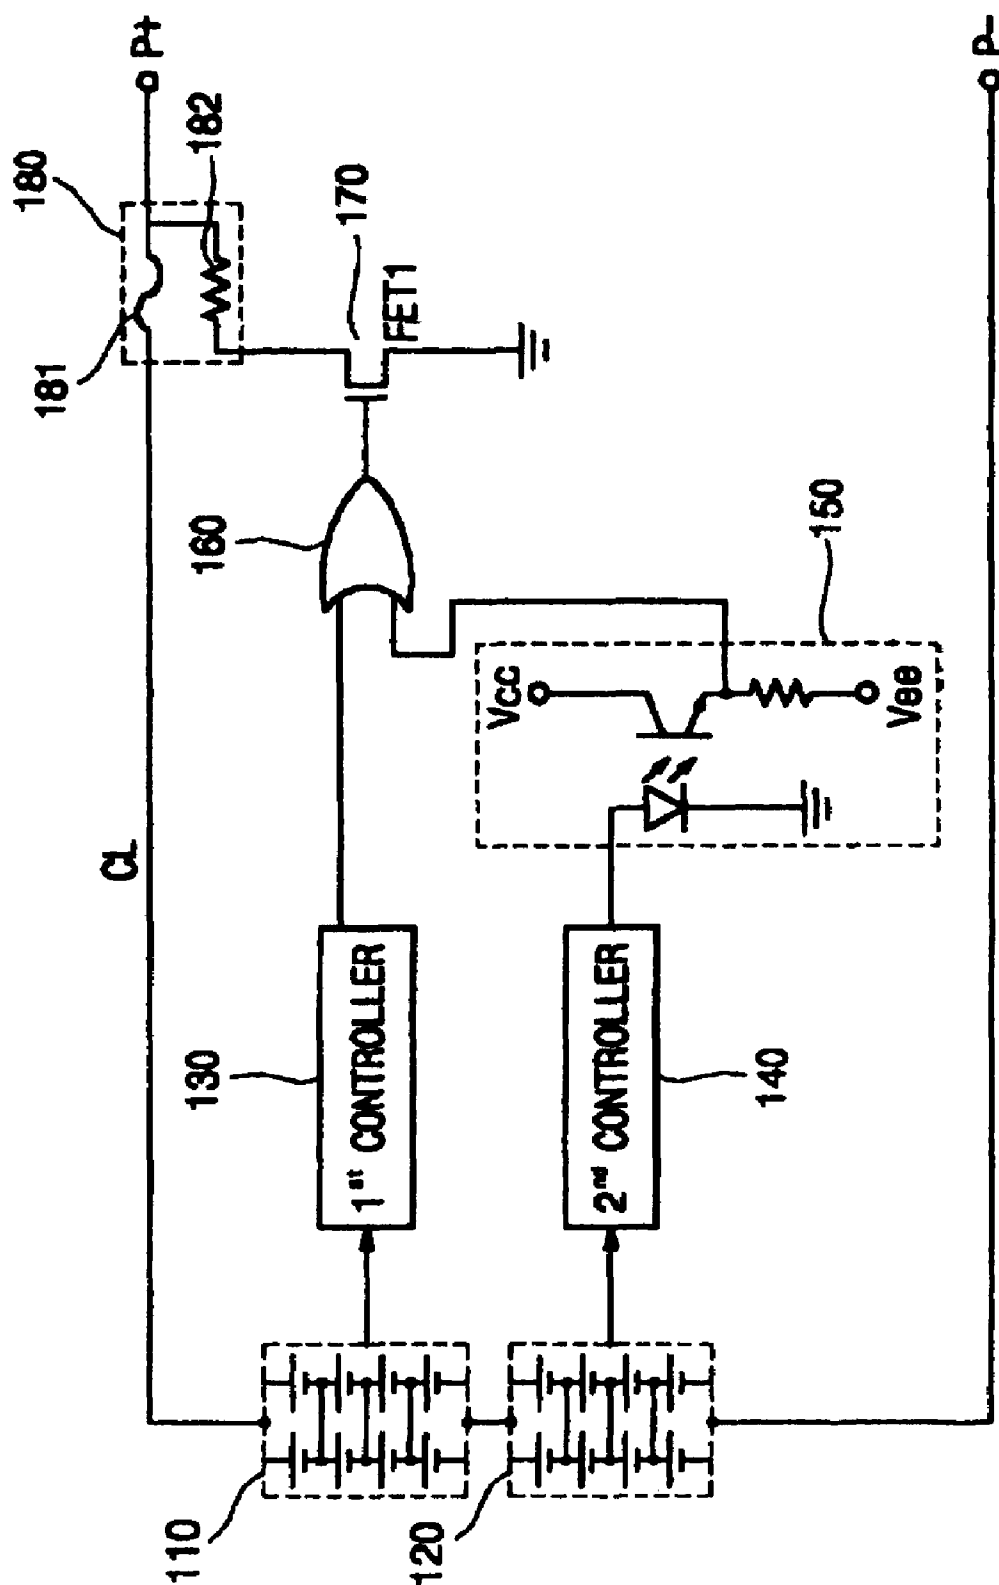 180
P+
181
182
CL
170
FET1
160
130
1st CONTROLLER
110
150
Vcc
Vee
2nd CONTROLLER
140
120
P-